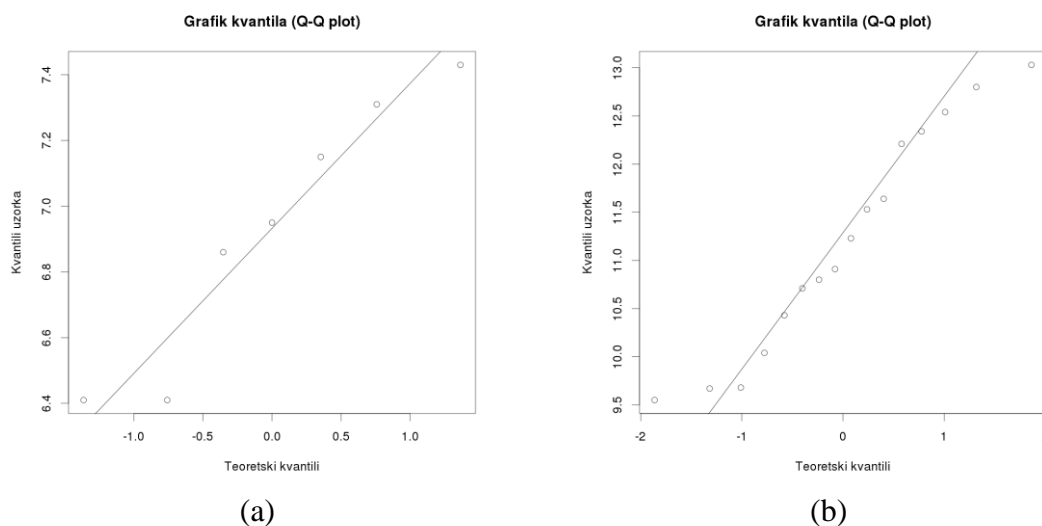 Grafik kvantila (Q-Q plot)
Kvantili uzorka
7.4
7.2
7.0
6.8
6.6
6.4
-1.0
-0.5
0.0
0.5
1.0
Teoretski kvantili
(a)
Grafik kvantila (Q-Q plot)
Kvantili uzorka
13.0
12.5
12.0
11.5
11.0
10.5
10.0
9.5
-2
-1
0
1
Teoretski kvantili
(b)